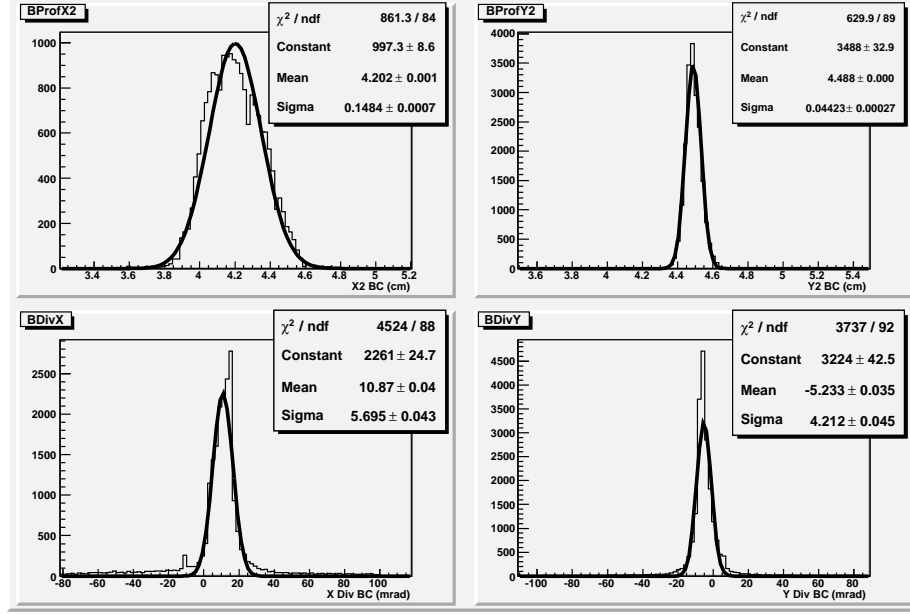 BProfX2
χ² / ndf 861.3 / 84
Constant 997.3 ± 8.6
Mean 4.202 ± 0.001
Sigma 0.1484 ± 0.0007
1000
800
600
400
200
0
3.4 3.6 3.8 4 4.2 4.4 4.6 4.8 5 5.2
X2 BC (cm)
BProfY2
χ² / ndf 629.9 / 89
Constant 3488 ± 32.9
Mean 4.488 ± 0.000
Sigma 0.04423 ± 0.00027
4000
3500
3000
2500
2000
1500
1000
500
0
3.6 3.8 4 4.2 4.4 4.6 4.8 5 5.2 5.4
Y2 BC (cm)
BDivX
χ² / ndf 4524 / 88
Constant 2261 ± 24.7
Mean 10.87 ± 0.04
Sigma 5.695 ± 0.043
2500
2000
1500
1000
500
0
-80 -60 -40 -20 0 20 40 60 80 100
X Div BC (mrad)
BDivY
χ² / ndf 3737 / 92
Constant 3224 ± 42.5
Mean -5.233 ± 0.035
Sigma 4.212 ± 0.045
4500
4000
3500
3000
2500
2000
1500
1000
500
0
-100 -80 -60 -40 -20 0 20 40 60 80
Y Div BC (mrad)